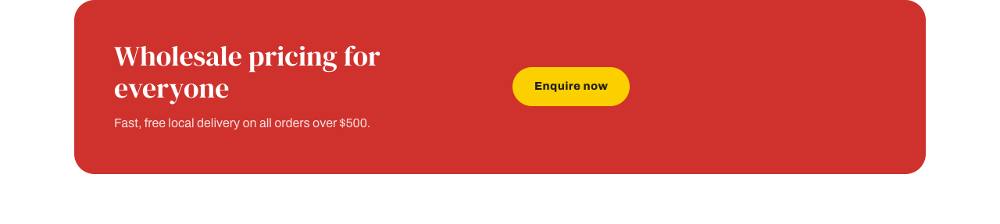 Wholesale pricing for
everyone
Fast, free local delivery on all orders over $500.
Enquire now